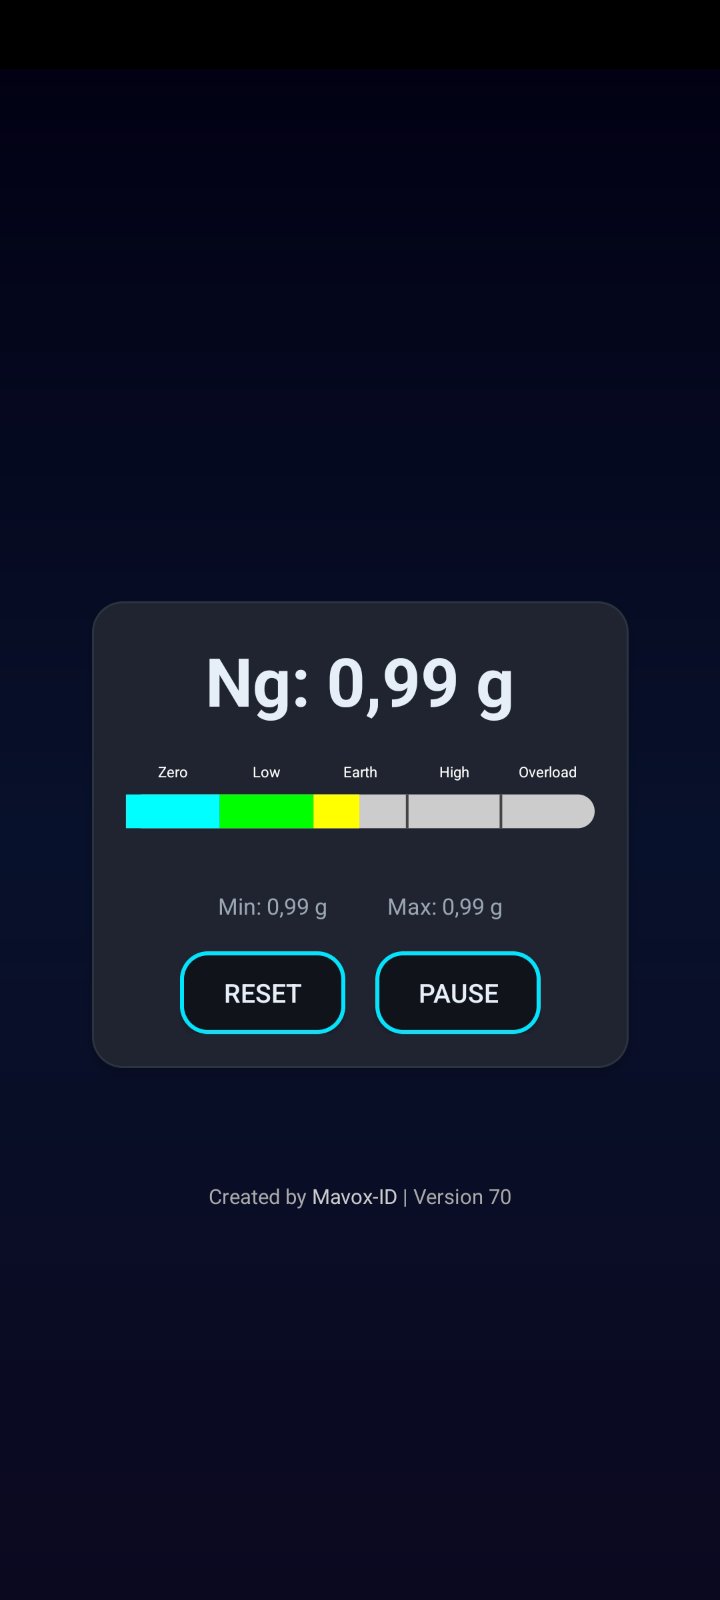 Ng: 0,99 g
Zero Low Earth High Overload
Min: 0,99 g Max: 0,99 g
RESET PAUSE
Created by Mavox-ID | Version 70